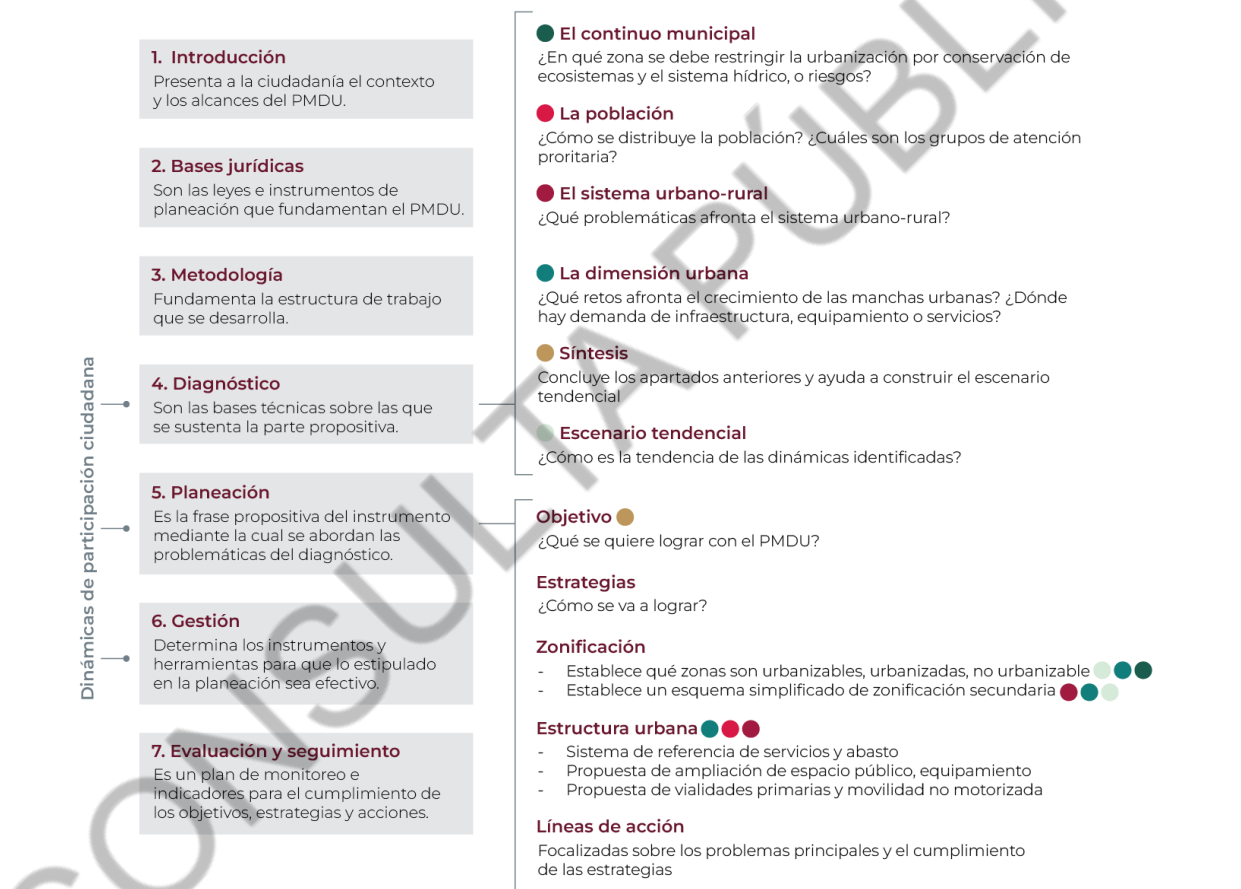 Dinámicas de participación ciudadana
1. Introducción
Presenta a la ciudadanía el contexto
y los alcances del PMDU.
2. Bases jurídicas
Son las leyes e instrumentos de
planeación que fundamentan el PMDU.
3. Metodología
Fundamenta la estructura de trabajo
que se desarrolla.
4. Diagnóstico
Son las bases técnicas sobre las que
se sustenta la parte propositiva.
5. Planeación
Es la frase propositiva del instrumento
mediante la cual se abordan las
problemáticas del diagnóstico.
6. Gestión
Determina los instrumentos y
herramientas para que lo estipulado
en la planeación sea efectivo.
7. Evaluación y seguimiento
Es un plan de monitoreo e
indicadores para el cumplimiento de
los objetivos, estrategias y acciones.
El continuo municipal
¿En qué zona se debe restringir la urbanización por conservación de
ecosistemas y el sistema hídrico, o riesgos?
La población
¿Cómo se distribuye la población? ¿Cuáles son los grupos de atención
proritaria?
El sistema urbano-rural
¿Qué problemáticas afronta el sistema urbano-rural?
La dimensión urbana
¿Qué retos afronta el crecimiento de las manchas urbanas? ¿Dónde
hay demanda de infraestructura, equipamiento o servicios?
Síntesis
Concluye los apartados anteriores y ayuda a construir el escenario
tendencial
Escenario tendencial
¿Cómo es la tendencia de las dinámicas identificadas?
Objetivo
¿Qué se quiere lograr con el PMDU?
Estrategias
¿Cómo se va a lograr?
Zonificación
- Establece qué zonas son urbanizables, urbanizadas, no urbanizable
- Establece un esquema simplificado de zonificación secundaria
Estructura urbana
- Sistema de referencia de servicios y abasto
- Propuesta de ampliación de espacio público, equipamiento
- Propuesta de vialidades primarias y movilidad no motorizada
Líneas de acción
Focalizadas sobre los problemas principales y el cumplimiento
de las estrategias